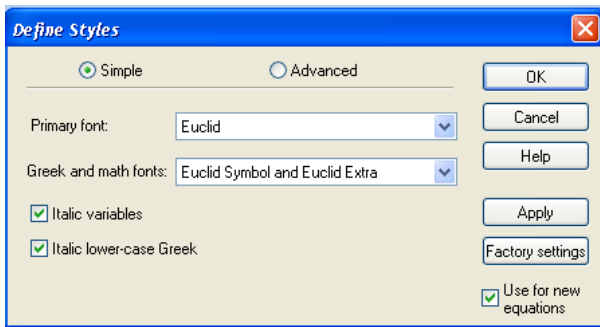 Define Styles
Simple
Advanced
OK
Primary font:
Euclid
Cancel
Greek and math fonts:
Euclid Symbol and Euclid Extra
Help
Italic variables
Apply
Italic lower-case Greek
Factory settings
Use for new
equations